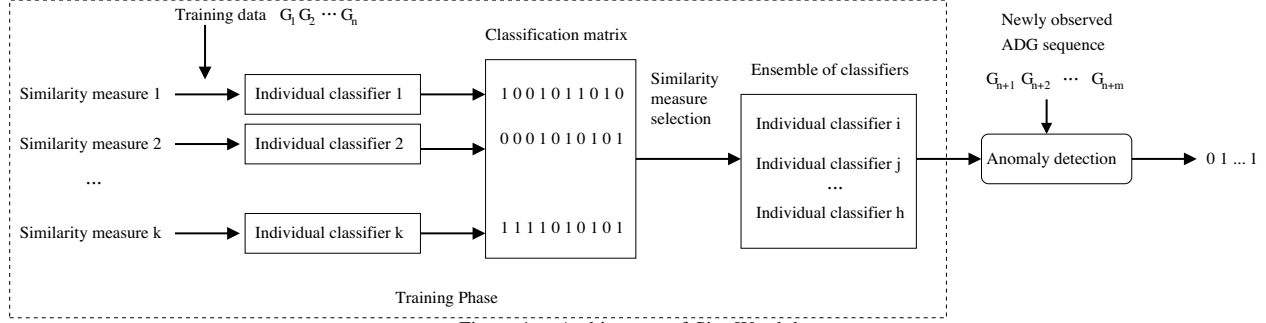 Training data G1 G2 ... Gn
Newly observed
ADG sequence
Gn+1 Gn+2 ... Gn+m
Classification matrix
Ensemble of classifiers
Similarity
measure
selection
Similarity measure 1
Individual classifier 1
1 0 0 1 0 1 1 0 1 0
Similarity measure 2
Individual classifier 2
0 0 0 1 0 1 0 1 0 1
...
Similarity measure k
Individual classifier k
1 1 1 1 0 1 0 1 0 1
Individual classifier i
Individual classifier j
...
Individual classifier h
Anomaly detection
0 1 ... 1
Training Phase